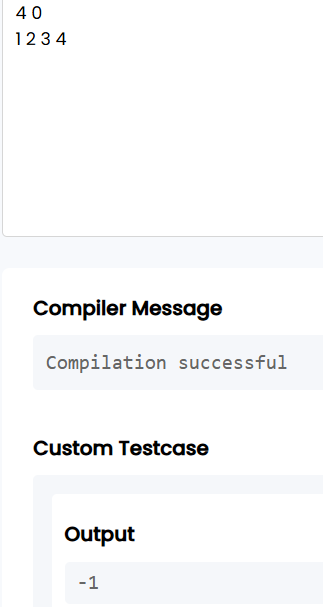 4 0
1 2 3 4
Compiler Message
Compilation successful
Custom Testcase
Output
-1